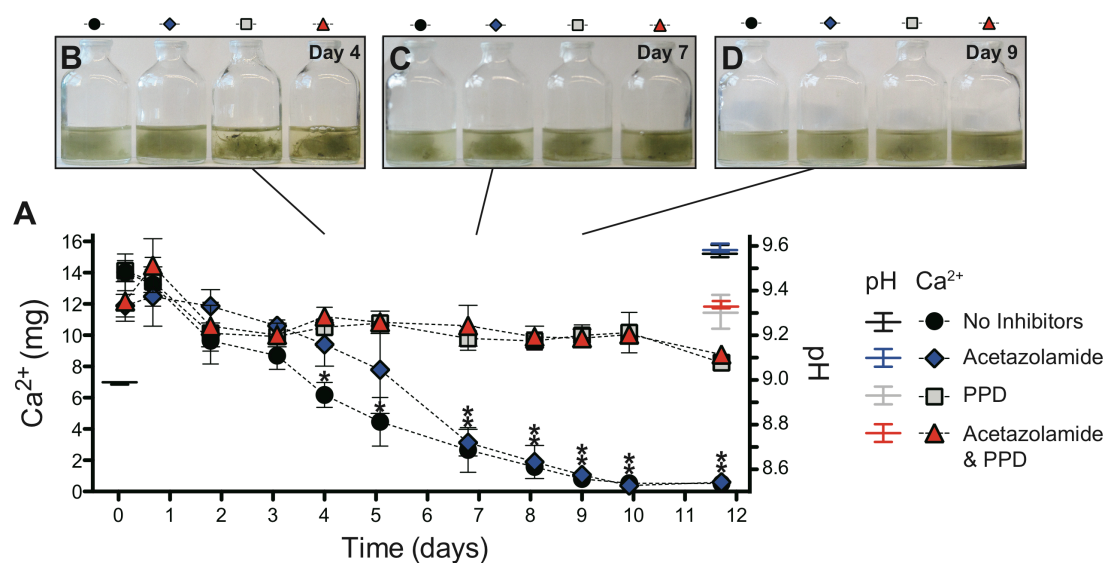 B
Day 4
C
Day 7
D
Day 9
A
16
14
12
10
8
6
4
2
0
Ca²⁺ (mg)
*
*
*
*
*
*
*
*
*
*
*
*
9.6
9.4
9.2
9.0
8.8
8.6
pH
0 1 2 3 4 5 6 7 8 9 10 11 12
Time (days)
pH Ca²⁺
No Inhibitors
Acetazolamide
PPD
Acetazolamide
& PPD